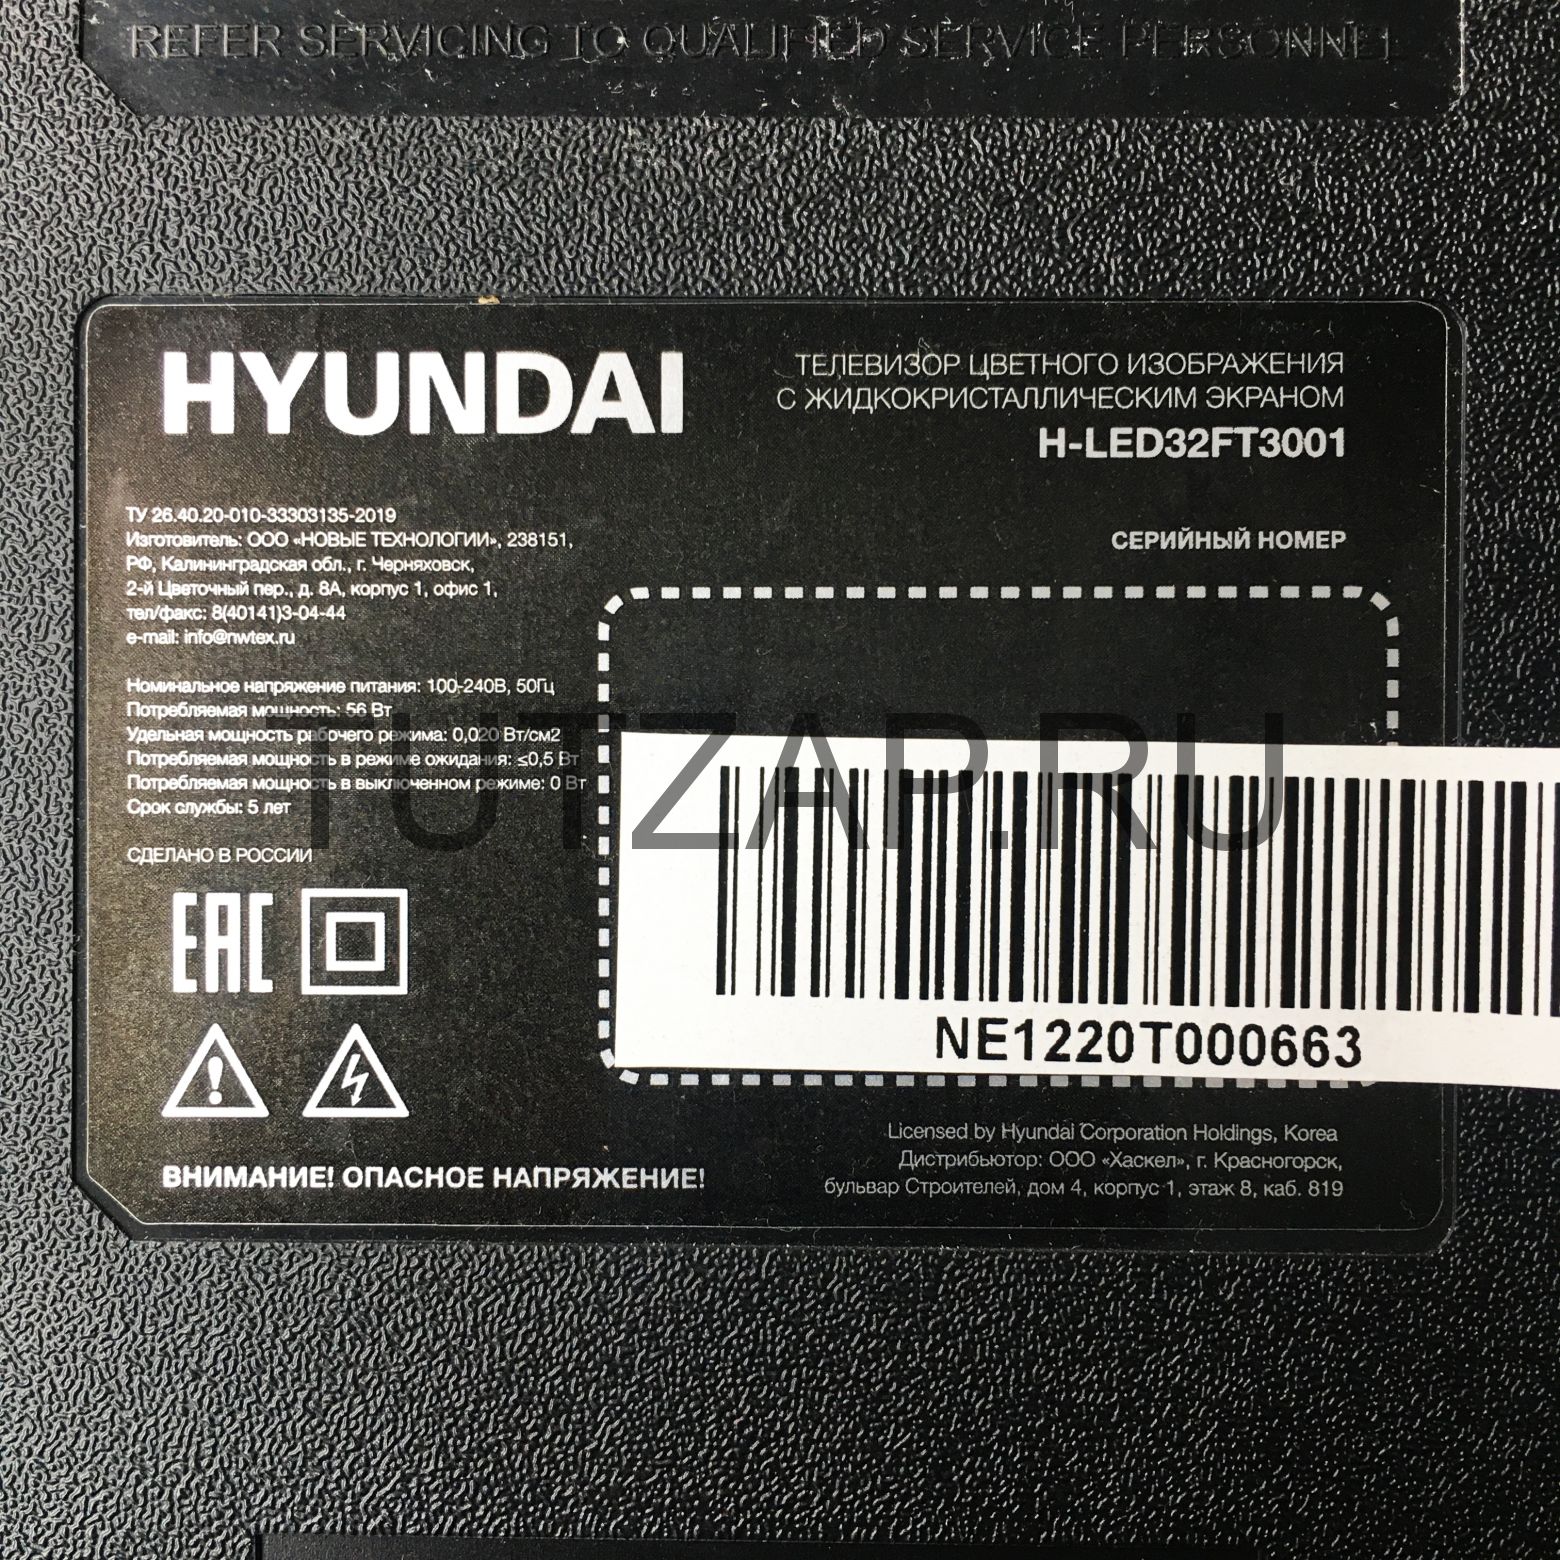 REFER SERVICING TO QUALIFIED SERVICE PERSONNEL
HYUNDAI
ТЕЛЕВИЗОР ЦВЕТНОГО ИЗОБРАЖЕНИЯ
С ЖИДКОКРИСТАЛЛИЧЕСКИМ ЭКРАНОМ
H-LED32FT3001
ТУ 26.40.20-010-33303135-2019
Изготовитель: ООО «НОВЫЕ ТЕХНОЛОГИИ», 238151,
РФ, Калининградская обл., г. Черняховск,
2-й Цветочный пер., д. 8А, корпус 1, офис 1,
тел/факс: 8(40141)3-04-44
e-mail: info@nwtex.ru
СЕРИЙНЫЙ НОМЕР
Номинальное напряжение питания: 100-240В, 50Гц
Потребляемая мощность: 56 Вт
Удельная мощность рабочего режима: 0,020 Вт/см2
Потребляемая мощность в режиме ожидания: ≤0,5 Вт
Потребляемая мощность в выключенном режиме: 0 Вт
Срок службы: 5 лет
TUTZAP.RU
СДЕЛАНО В РОССИИ
EAC
NE1220T000663
ВНИМАНИЕ! ОПАСНОЕ НАПРЯЖЕНИЕ!
Licensed by Hyundai Corporation Holdings, Korea
Дистрибьютор: ООО «Хаскел», г. Красногорск,
бульвар Строителей, дом 4, корпус 1, этаж 8, каб. 819